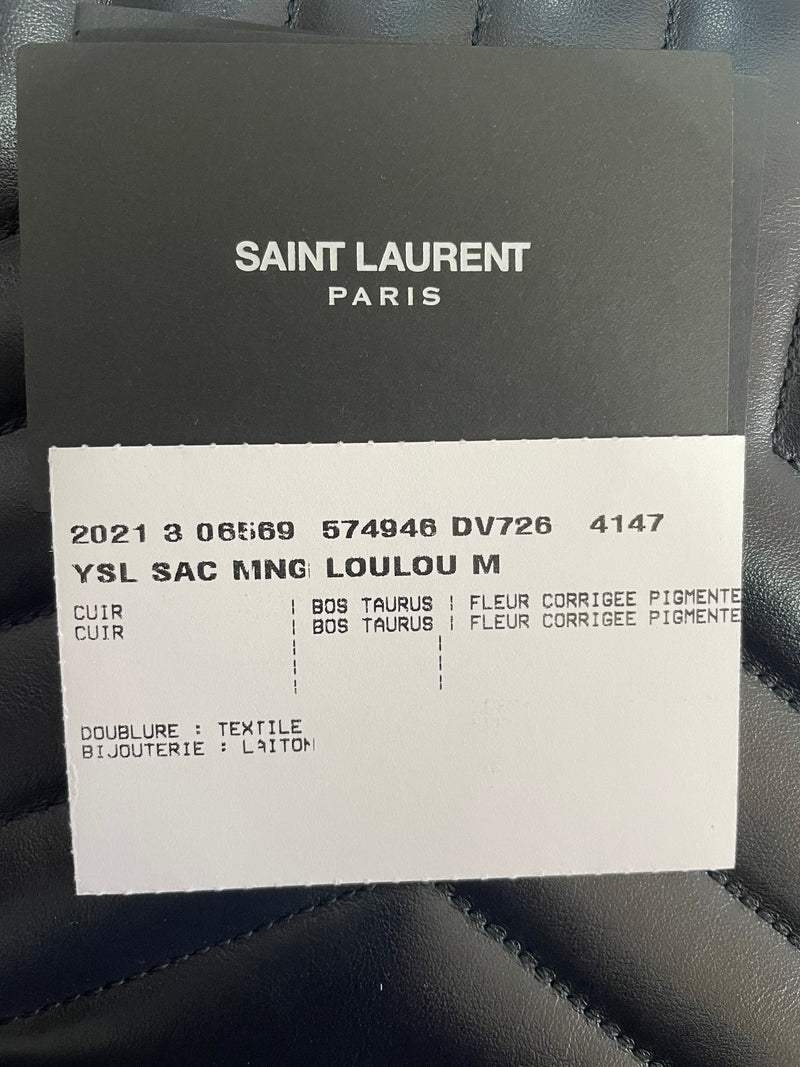 SAINT LAURENT
PARIS
2021 3 06569 574946 DV726 4147
YSL SAC MNG LOULOU M
CUIR | BOS TAURUS | FLEUR CORRIGEE PIGMENTE
CUIR | BOS TAURUS | FLEUR CORRIGEE PIGMENTE
DOUBLURE : TEXTILE
BIJOUTERIE : LAITON